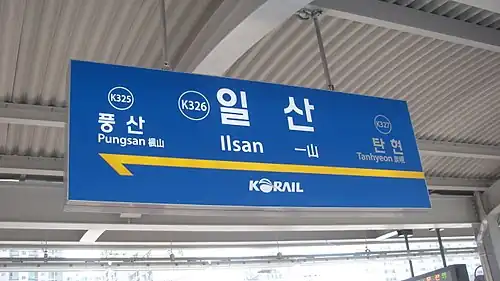 K325
풍산
Pungsan 楓山
K326
일 산
Ilsan 一山
K327
탄현
Tanhyeon 炭峴
KORAIL